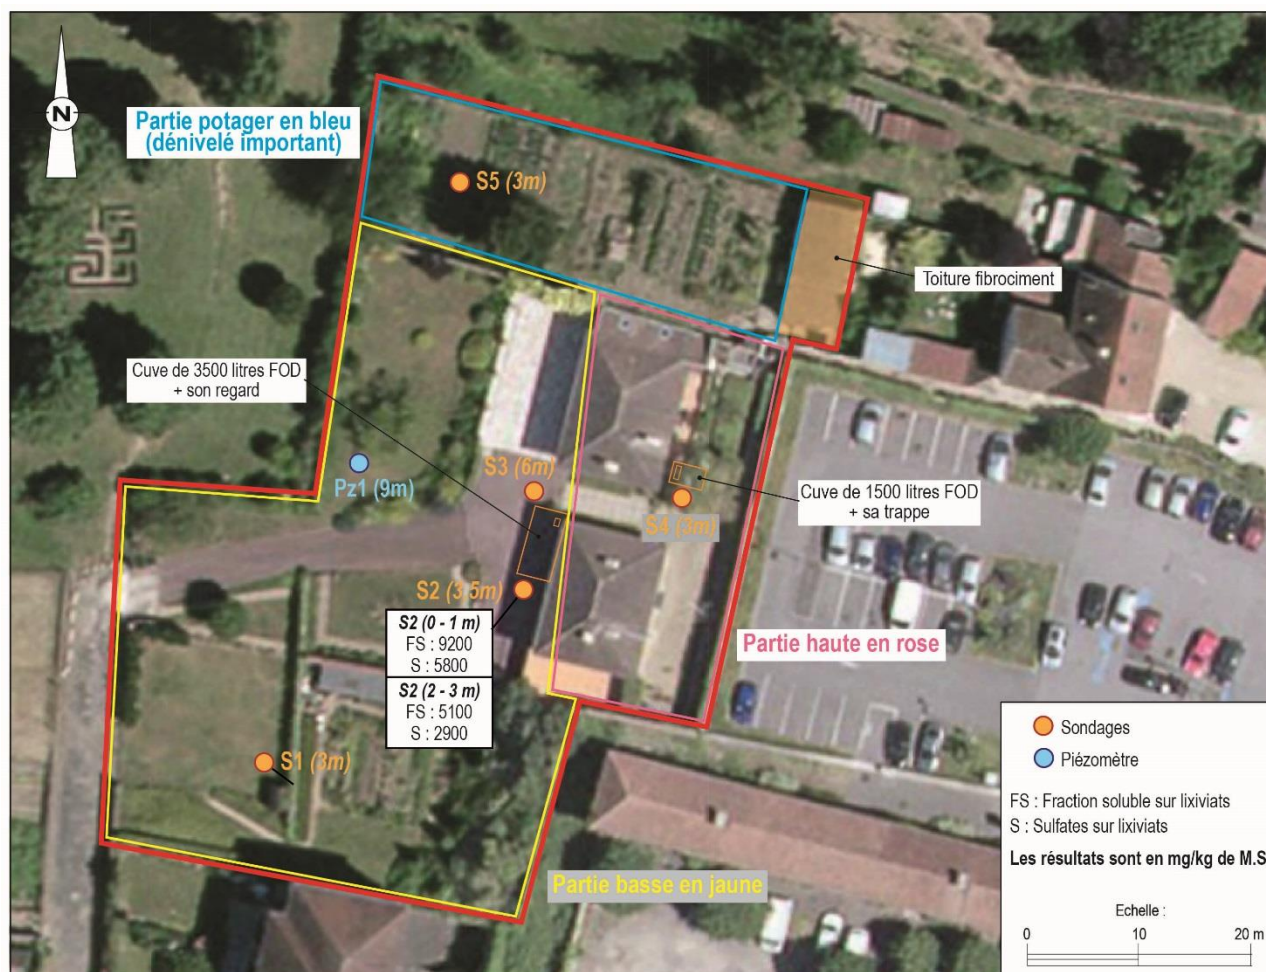 N
Partie potager en bleu
(dénivelé important)
S5 (3m)
Toiture fibrociment
Cuve de 3500 litres FOD
+ son regard
S3 (6m)
Pz1 (9m)
Cuve de 1500 litres FOD
+ sa trappe
S4 (3m)
S2 (3,5m)
S2 (0 - 1 m)
FS : 9200
S : 5800
S2 (2 - 3 m)
FS : 5100
S : 2900
Partie haute en rose
S1 (3m)
Partie basse en jaune
Sondages
Piézomètre
FS : Fraction soluble sur lixiviats
S : Sulfates sur lixiviats
Les résultats sont en mg/kg de M.S
Echelle :
0 10 20 m